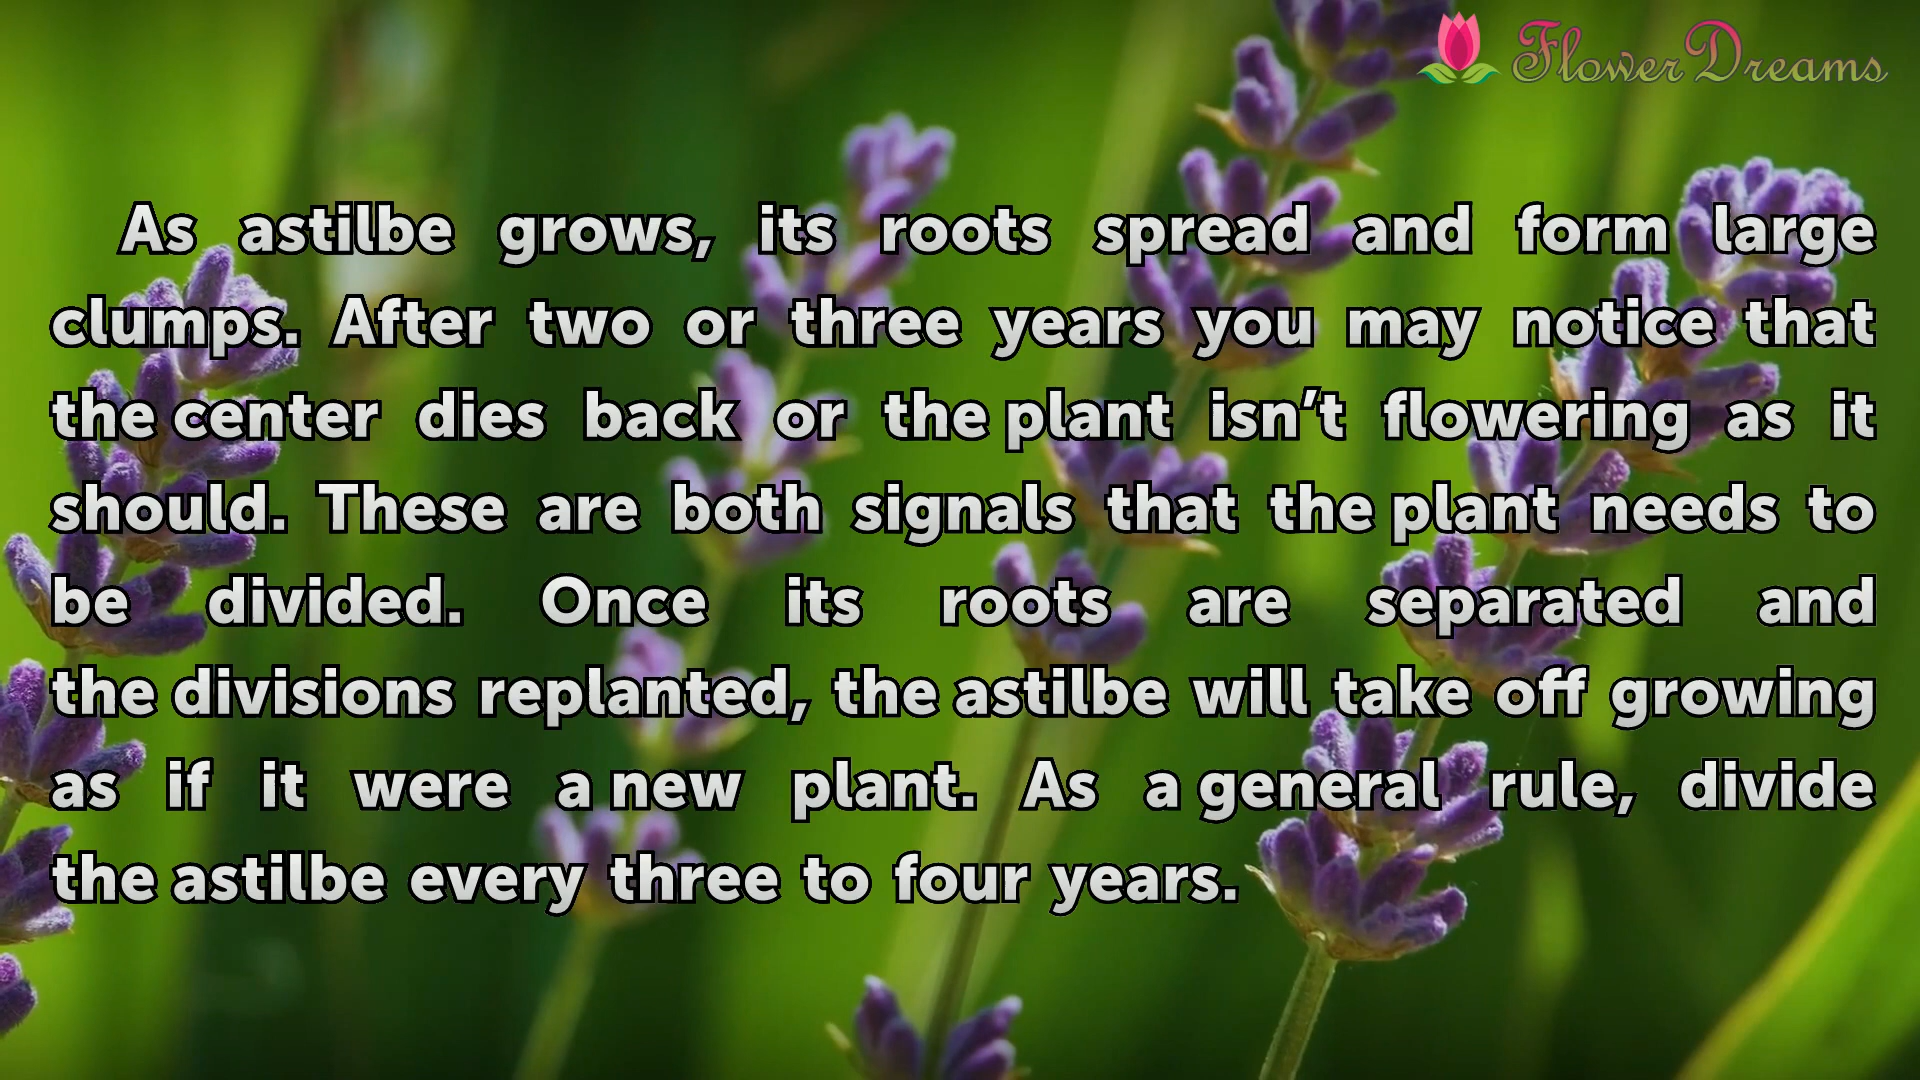 Flower Dreams
As astilbe grows, its roots spread and form large
clumps. After two or three years you may notice that
the center dies back or the plant isn’t flowering as it
should. These are both signals that the plant needs to
be divided. Once its roots are separated and
the divisions replanted, the astilbe will take off growing
as if it were a new plant. As a general rule, divide
the astilbe every three to four years.